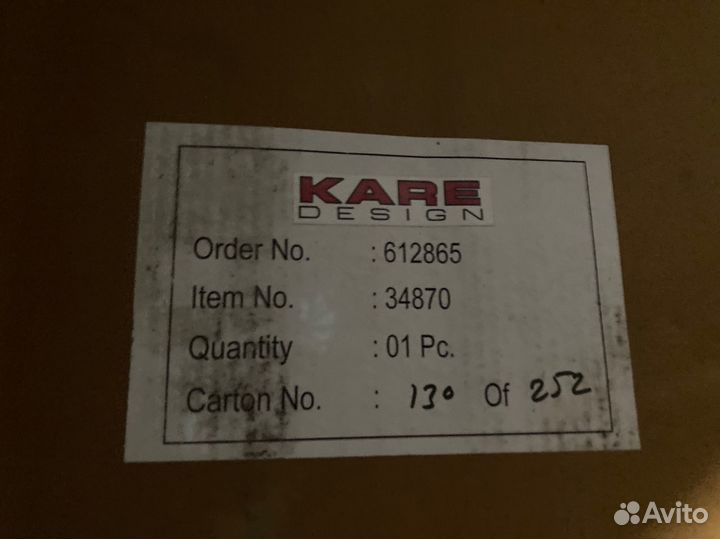 KARE
DESIGN
Order No. : 612865
Item No. : 34870
Quantity : 01 Pc.
Carton No. : 130 Of 252
Avito